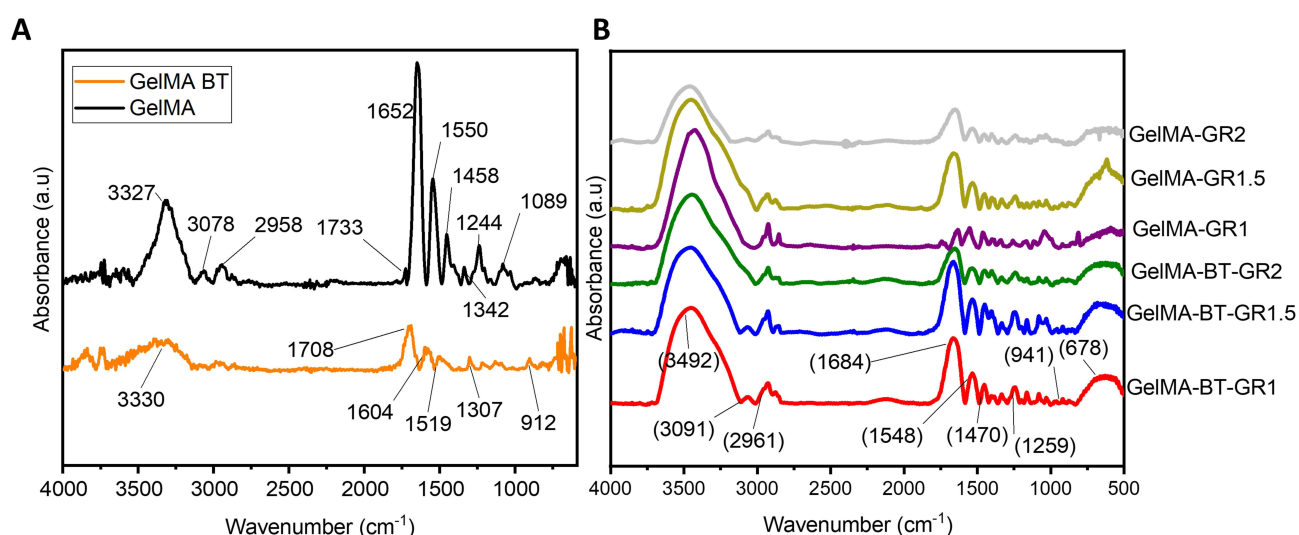 A
GelMA BT
GelMA
1652
1550
1458
1244
1089
3327
3078
2958
1733
1342
1708
3330
1604
1519
1307
912
Absorbance (a.u)
4000
3500
3000
2500
2000
1500
1000
Wavenumber (cm-1)
B
GelMA-GR2
GelMA-GR1.5
GelMA-GR1
GelMA-BT-GR2
GelMA-BT-GR1.5
GelMA-BT-GR1
(3492)
(1684)
(941)
(678)
(3091)
(2961)
(1548)
(1470)
(1259)
Absorbance (a.u)
4000
3500
3000
2500
2000
1500
1000
500
Wavenumber (cm-1)